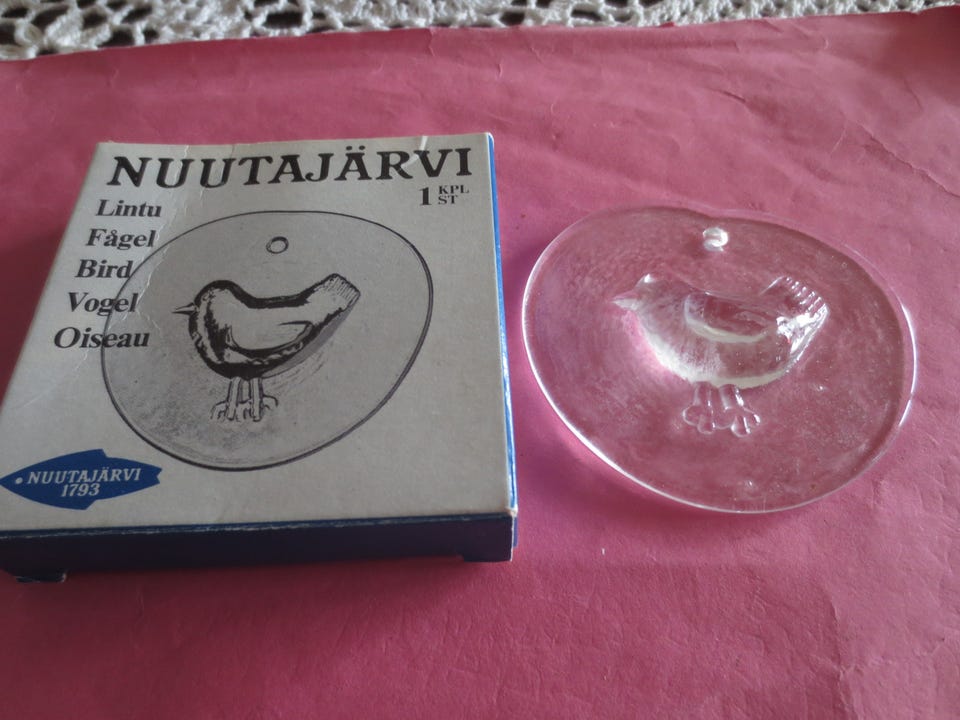 NUUTAJÄRVI
1 KPL
ST
Lintu
Fågel
Bird
Vogel
Oiseau
NUUTAJÄRVI
1793